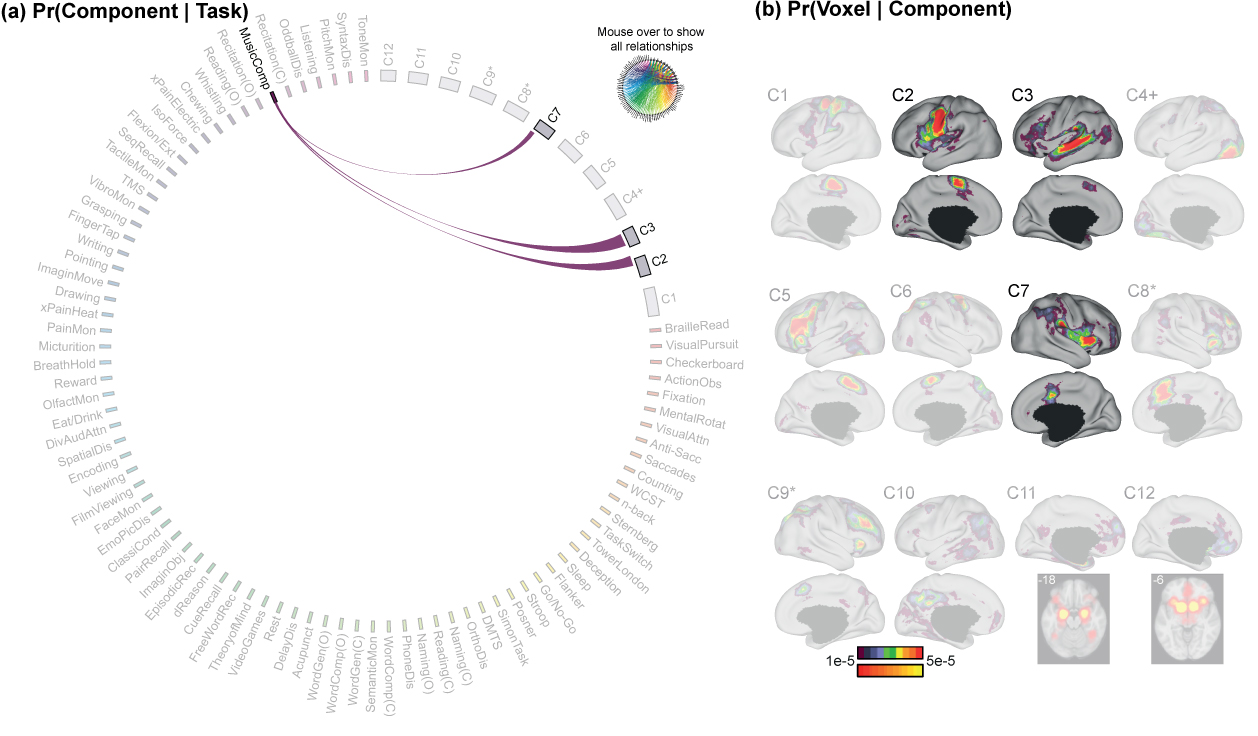 (a) Pr(Component | Task)
(b) Pr(Voxel | Component)
Mouse over to show
all relationships
MusicComp
Recitation(C)
OddballDis
Listening
PitchMon
SyntaxDis
ToneMon
C12
C11
C10
C9*
C8*
C7
C6
C5
C4+
C3
C2
C1
BrailleRead
VisualPursuit
Checkerboard
ActionObs
Fixation
MentalRotat
VisualAttn
Anti-Sacc
Saccades
Counting
WCST
n-back
Sternberg
TaskSwitch
TowerLondon
Deception
Sleep
Flanker
Go/No-Go
Stroop
Posner
SimonTask
DMTS
OrthoDis
Naming(C)
Reading(C)
Naming(O)
PhoneDis
WordComp(C)
SemanticMon
WordGen(C)
WordComp(O)
WordGen(O)
Acupunct
DelayDis
Rest
VideoGames
TheoryofMind
FreeWordRec
CueRecall
dReason
EpisodicRec
ImaginObj
PairRecall
ClassiCond
EmoPicDis
FaceMon
FilmViewing
Viewing
Encoding
SpatialDis
DivAudAttn
Eat/Drink
OlfactMon
Reward
BreathHold
Micturition
PainMon
xPainHeat
Drawing
ImaginMove
Pointing
Writing
FingerTap
Grasping
VibroMon
TMS
TactileMon
SeqRecall
Flexion/Ext
IsoForce
xPainElectric
Chewing
Whistling
Reading(O)
Recitation(O)
C1
C2
C3
C4+
C5
C6
C7
C8*
C9*
C10
C11
C12
-18
-6
1e-5
5e-5